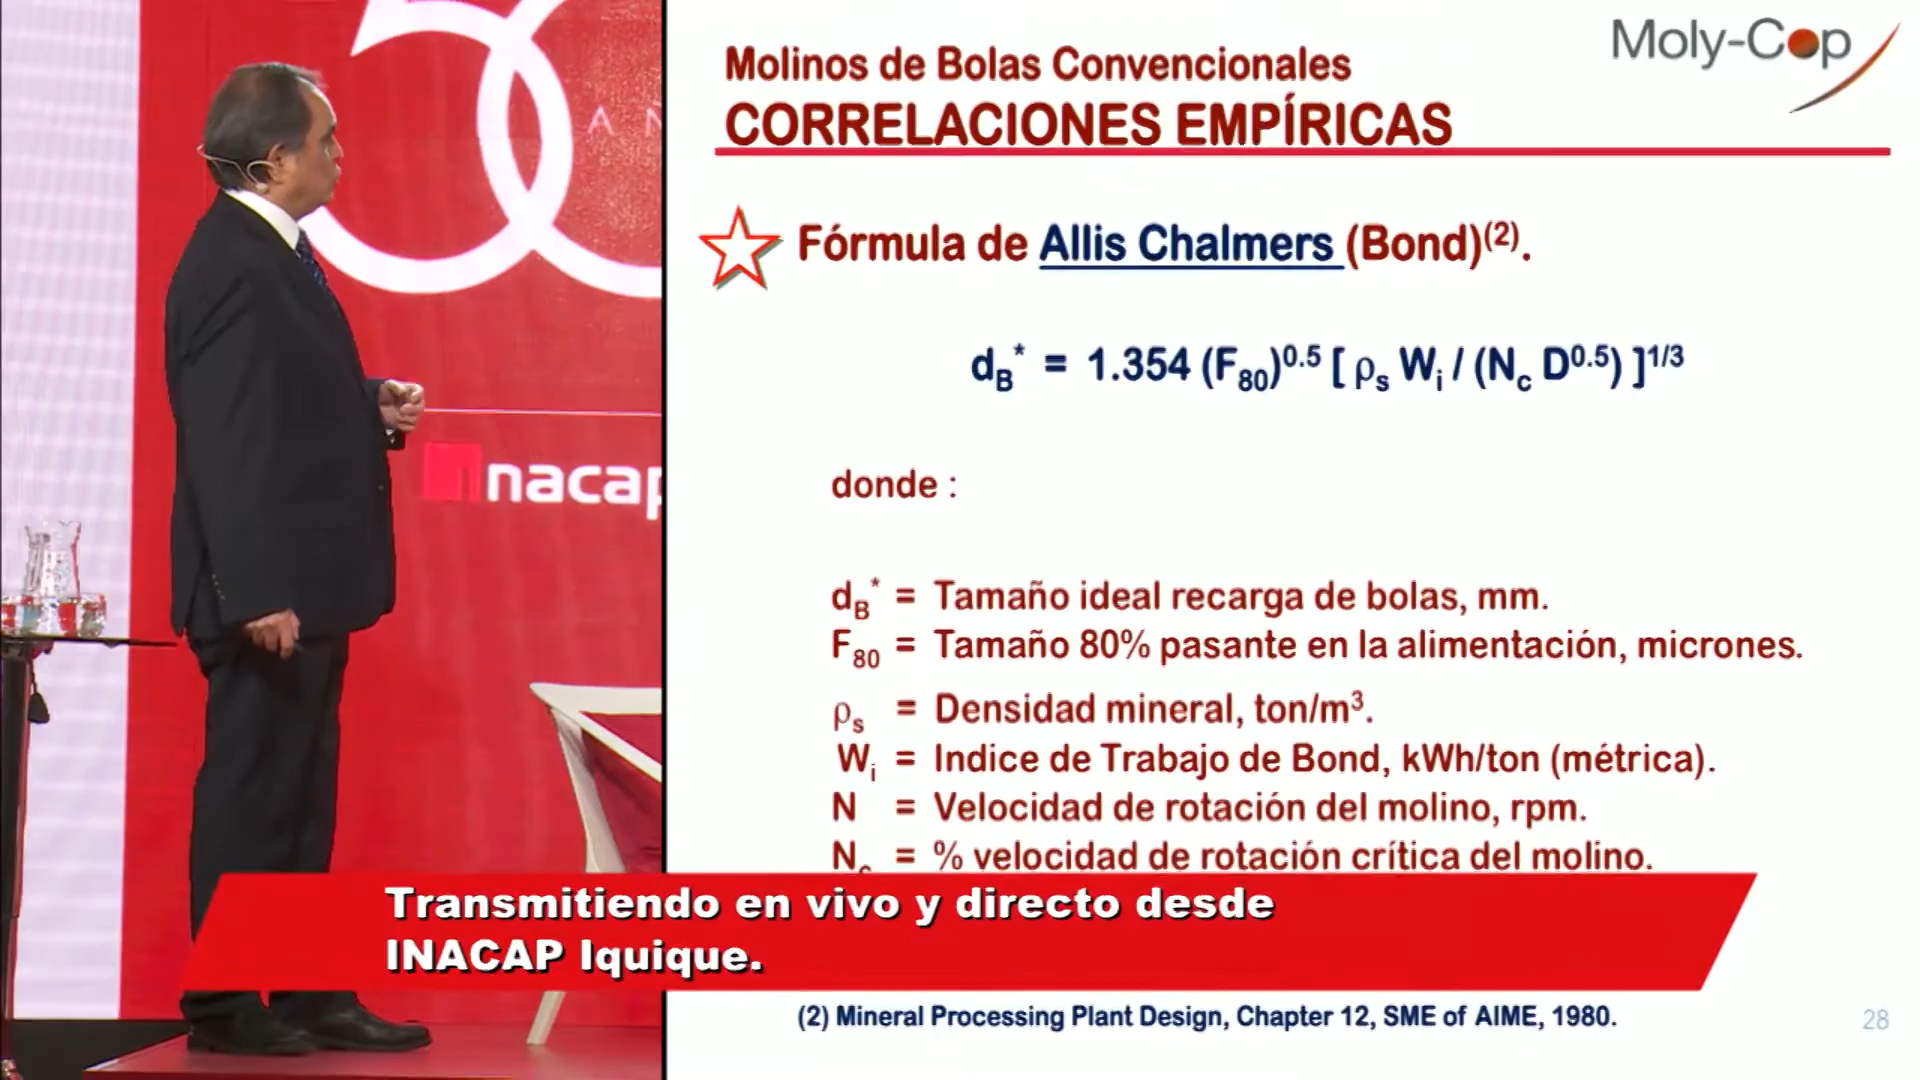 Moly-Cop
Molinos de Bolas Convencionales
CORRELACIONES EMPÍRICAS
Fórmula de Allis Chalmers (Bond)(2).
dB* = 1.354 (F80)^0.5 [ ρs Wi / (Nc D^0.5) ]^1/3
donde :
dB* = Tamaño ideal recarga de bolas, mm.
F80 = Tamaño 80% pasante en la alimentación, micrones.
ρs = Densidad mineral, ton/m³.
Wi = Indice de Trabajo de Bond, kWh/ton (métrica).
N = Velocidad de rotación del molino, rpm.
Nc = % velocidad de rotación crítica del molino.
(2) Mineral Processing Plant Design, Chapter 12, SME of AIME, 1980.
28
50
A N
inacap
Transmitiendo en vivo y directo desde
INACAP Iquique.